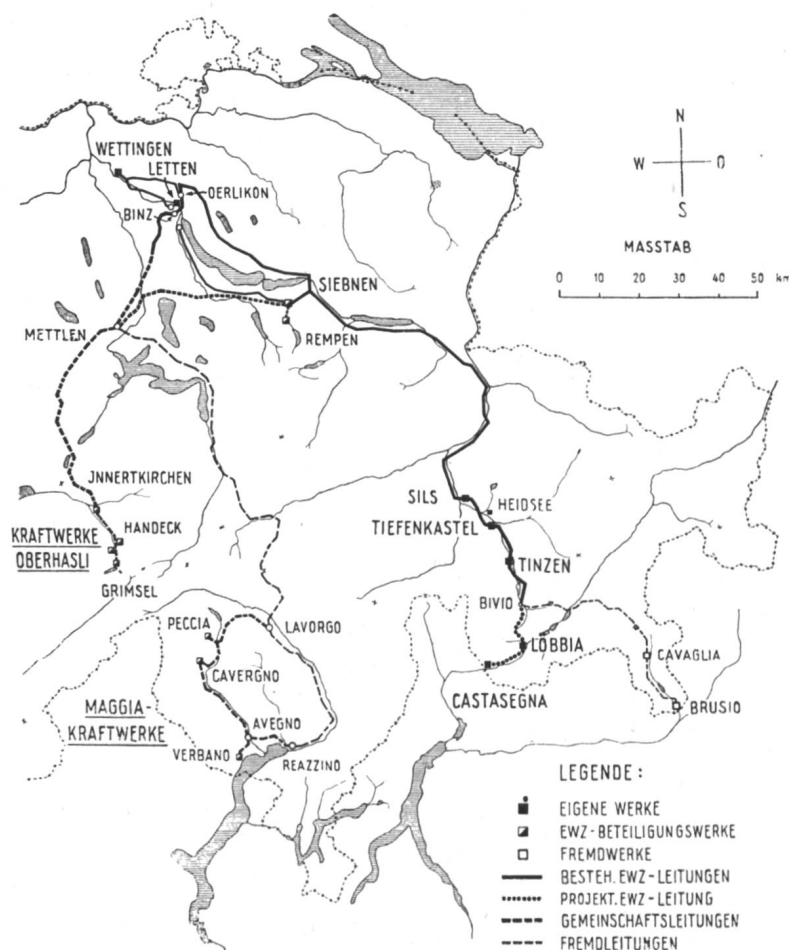 N
W O
S
MASSTAB
0 10 20 30 40 50 km
WETTINGEN
LETTEN
OERLIKON
BINZ
SIEBNEN
METTLEN
REMPEN
JNNERTKIRCHEN
HANDECK
KRAFTWERKE
OBERHASLI
GRIMSEL
SILS
HEIDSEE
TIEFENKASTEL
TINZEN
BIVIO
PECCIA
LAVORGO
LOBBIA
CAVAGLIA
CAVERGNO
CASTASEGNA
BRUSIO
MAGGIA-
KRAFTWERKE
AVEGNO
VERBANO
REAZZINO
LEGENDE:
EIGENE WERKE
EWZ-BETEILIGUNGSWERKE
FREMDWERKE
BESTEH. EWZ-LEITUNGEN
PROJEKT. EWZ-LEITUNG
GEMEINSCHAFTSLEITUNGEN
FREMDLEITUNGEN